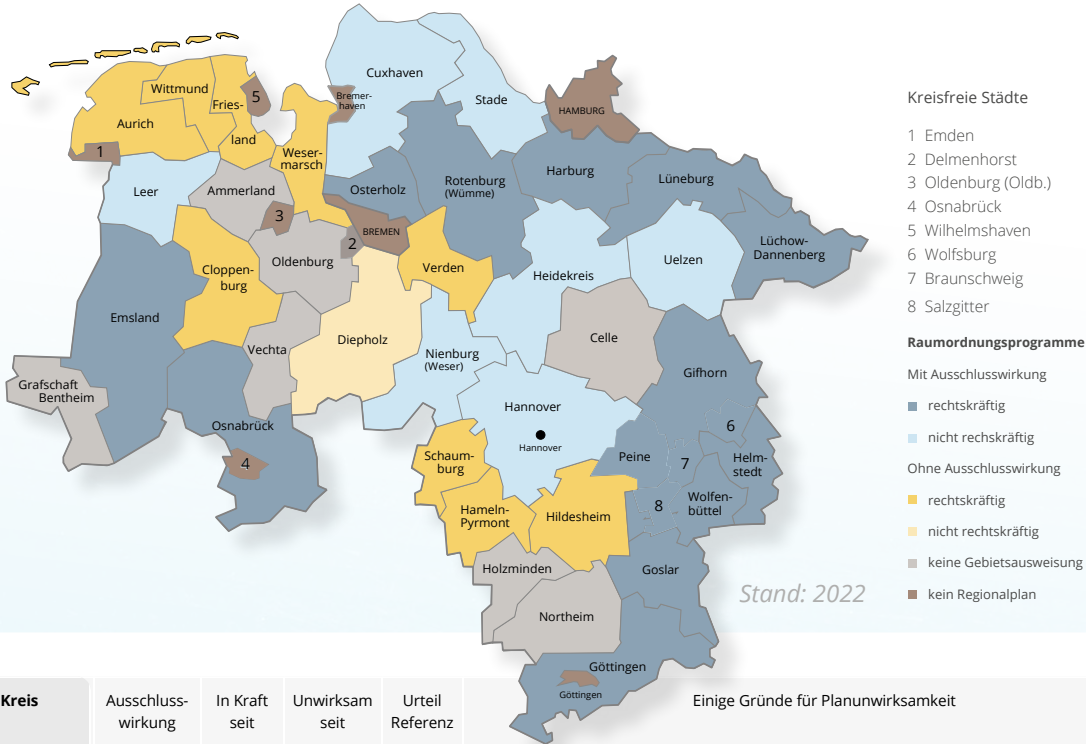 Cuxhaven
Wittmund
Stade
Bremer-
haven
5
Fries-
HAMBURG
Aurich
land
1
Weser-
marsch
Harburg
Lüneburg
Rotenburg
(Wümme)
Leer
Ammerland
Osterholz
3
BREMEN
2
Lüchow-
Dannenberg
Oldenburg
Uelzen
Verden
Heidekreis
Cloppen-
burg
Emsland
Celle
Diepholz
Vechta
Nienburg
(Weser)
Gifhorn
Grafschaft
Bentheim
Hannover
Osnabrück
6
Hannover
Schaum-
burg
Peine
Helm-
stedt
4
7
Wolfen-
büttel
8
Hameln-
Pyrmont
Hildesheim
Holzminden
Goslar
Northeim
Göttingen
Göttingen
Kreisfreie Städte
1 Emden
2 Delmenhorst
3 Oldenburg (Oldb.)
4 Osnabrück
5 Wilhelmshaven
6 Wolfsburg
7 Braunschweig
8 Salzgitter
Raumordnungsprogramme
Mit Ausschlusswirkung
rechtskräftig
nicht rechskräftig
Ohne Ausschlusswirkung
rechtskräftig
nicht rechtskräftig
keine Gebietsausweisung
kein Regionalplan
Stand: 2022
Kreis
Ausschluss-
wirkung
In Kraft
seit
Unwirksam
seit
Urteil
Referenz
Einige Gründe für Planunwirksamkeit